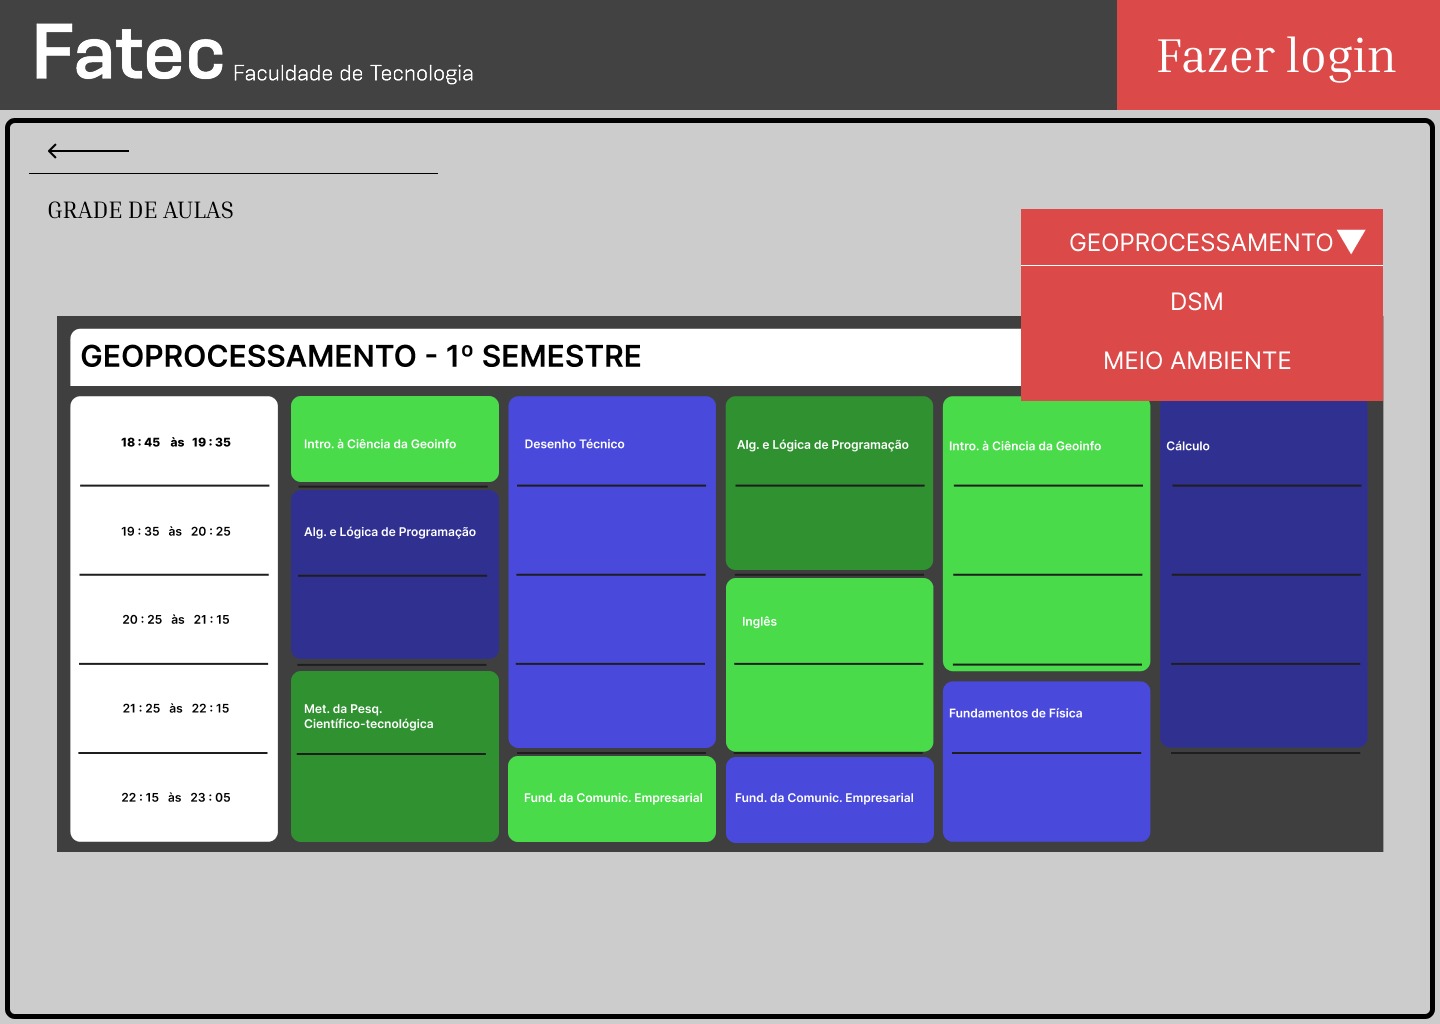 Fatec Faculdade de Tecnologia
Fazer login
GRADE DE AULAS
GEOPROCESSAMENTO
DSM
MEIO AMBIENTE
GEOPROCESSAMENTO - 1º SEMESTRE
18:45 às 19:35
Intro. à Ciência da Geoinfo
Desenho Técnico
Alg. e Lógica de Programação
Intro. à Ciência da Geoinfo
Cálculo
19:35 às 20:25
Alg. e Lógica de Programação
20:25 às 21:15
Inglês
21:25 às 22:15
Met. da Pesq.
Científico-tecnológica
Fundamentos de Física
22:15 às 23:05
Fund. da Comunic. Empresarial
Fund. da Comunic. Empresarial